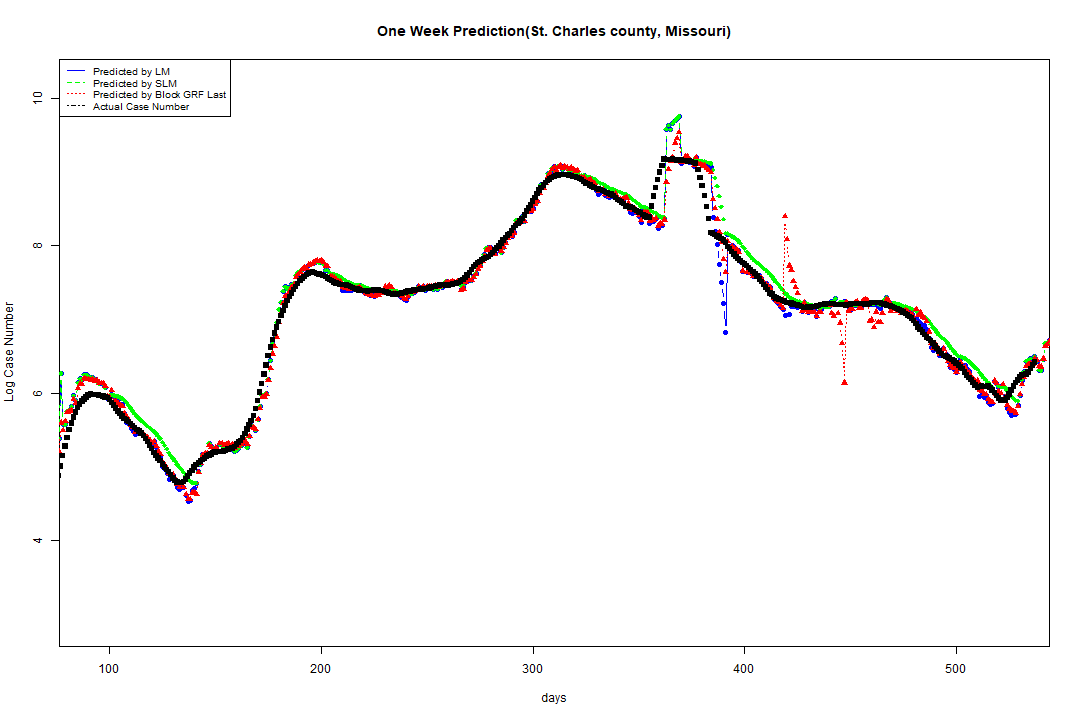 One Week Prediction(St. Charles county, Missouri)
Predicted by LM
Predicted by SLM
Predicted by Block GRF Last
Actual Case Number
10
8
6
4
Log Case Number
100 200 300 400 500
days